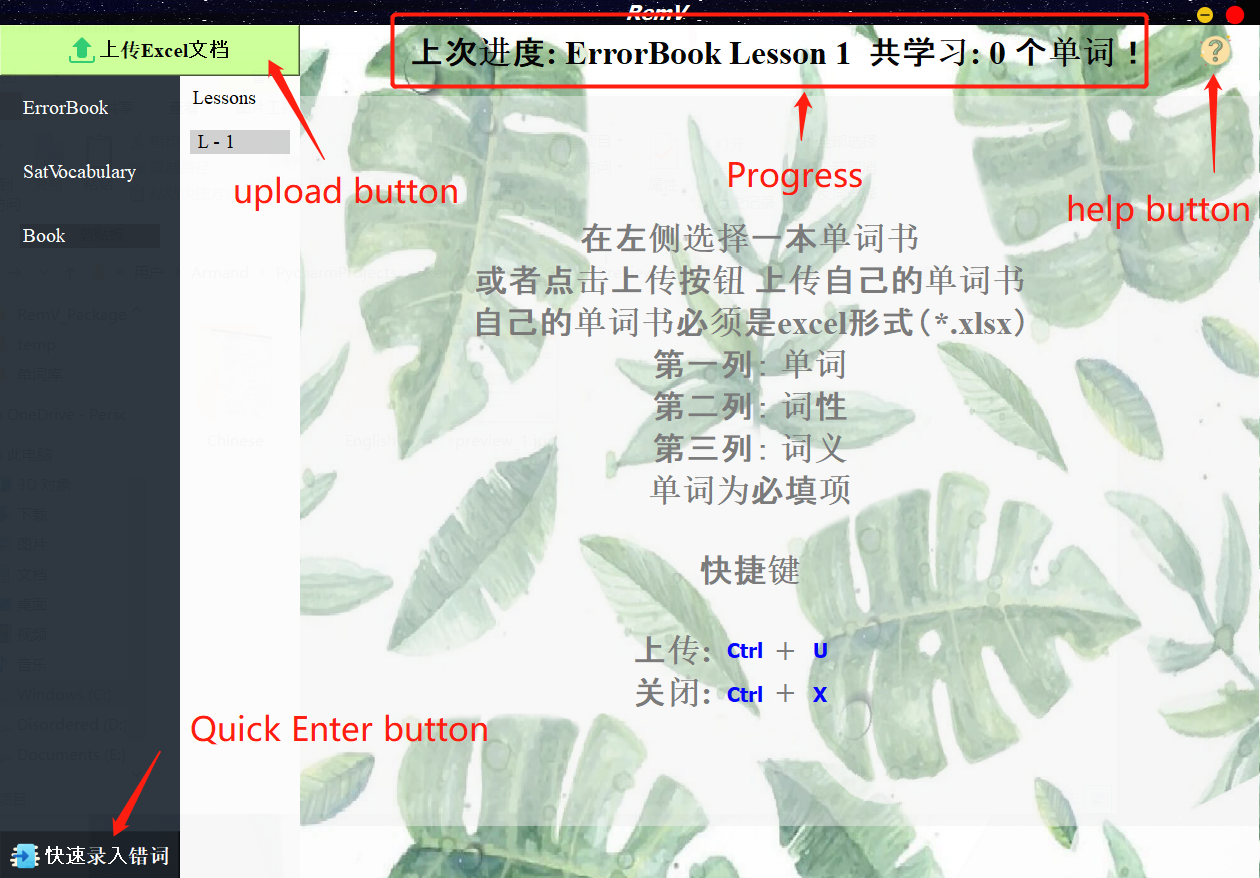 RemV
上传Excel文档
上次进度: ErrorBook Lesson 1 共学习: 0 个单词 !
ErrorBook
Lessons
L - 1
SatVocabulary
upload button
Progress
help button
Book
在左侧选择一本单词书
或者点击上传按钮 上传自己的单词书
自己的单词书必须是excel形式(*.xlsx)
第一列: 单词
第二列: 词性
第三列: 词义
单词为必填项
快捷键
上传: Ctrl + U
关闭: Ctrl + X
Quick Enter button
快速录入错词